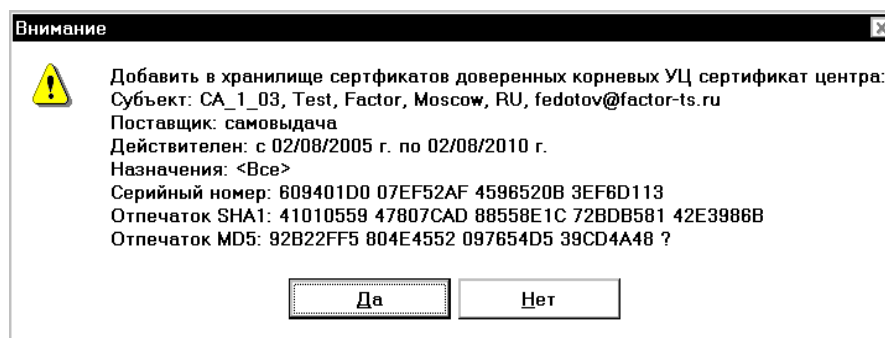 Внимание
Добавить в хранилище сертфикатов доверенных корневых УЦ сертификат центра:
Субъект: CA_1_03, Test, Factor, Moscow, RU, fedotov@factor-ts.ru
Поставщик: самовыдача
Действителен: с 02/08/2005 г. по 02/08/2010 г.
Назначения: <Все>
Серийный номер: 609401D0 07EF52AF 4596520B 3EF6D113
Отпечаток SHA1: 41010559 47807CAD 88558E1C 72BDB581 42E3986B
Отпечаток MD5: 92B22FF5 804E4552 097654D5 39CD4A48 ?
Да
Нет